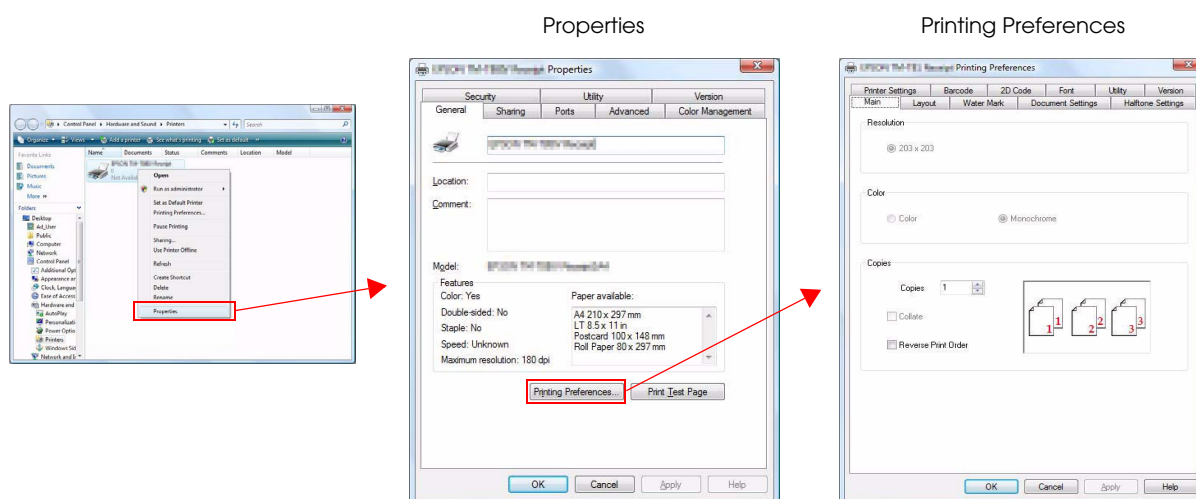 Properties
Printing Preferences
Control Panel ▸ Hardware and Sound ▸ Printers
Search
Organize Views Add a printer See what's printing Set as default »
Favorite Links
Documents
Pictures
Music
More »
Folders
Desktop
Ad_User
Public
Computer
Network
Control Panel
Additional Opt
Appearance ar
Clock, Languag
Ease of Access
Hardware and
AutoPlay
Personalizati
Power Optio
Printers
Windows Sid
Network and I
Name Documents Status Comments Location Model
0
Not Availab
Open
Run as administrator
Set as Default Printer
Printing Preferences...
Pause Printing
Sharing...
Use Printer Offline
Refresh
Create Shortcut
Delete
Rename
Properties
Properties
Security Utility Version
General Sharing Ports Advanced Color Management
Location:
Comment:
Model:
Features
Color: Yes
Double-sided: No
Staple: No
Speed: Unknown
Maximum resolution: 180 dpi
Paper available:
A4 210 x 297 mm
LT 8.5 x 11 in
Postcard 100 x 148 mm
Roll Paper 80 x 297 mm
Printing Preferences... Print Test Page
OK Cancel Apply Help
Printing Preferences
Printer Settings Barcode 2D Code Font Utility Version
Main Layout Water Mark Document Settings Halftone Settings
Resolution
203 x 203
Color
Color Monochrome
Copies
Copies 1
Collate
Reverse Print Order
1 1 2 2 3 3
OK Cancel Apply Help